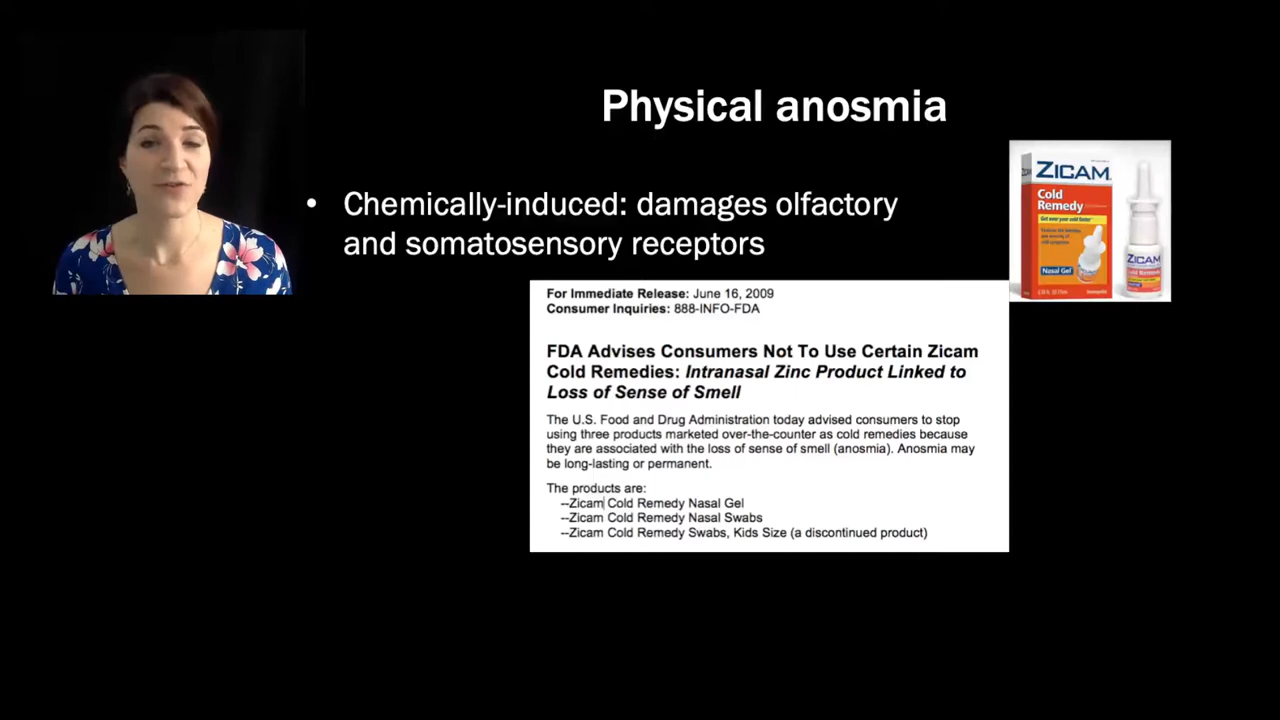 Physical anosmia
• Chemically-induced: damages olfactory
and somatosensory receptors
ZICAM
Cold
Remedy
Nasal Gel
ZICAM
Cold Remedy
For Immediate Release: June 16, 2009
Consumer Inquiries: 888-INFO-FDA
FDA Advises Consumers Not To Use Certain Zicam
Cold Remedies: Intranasal Zinc Product Linked to
Loss of Sense of Smell
The U.S. Food and Drug Administration today advised consumers to stop
using three products marketed over-the-counter as cold remedies because
they are associated with the loss of sense of smell (anosmia). Anosmia may
be long-lasting or permanent.
The products are:
--Zicam Cold Remedy Nasal Gel
--Zicam Cold Remedy Nasal Swabs
--Zicam Cold Remedy Swabs, Kids Size (a discontinued product)